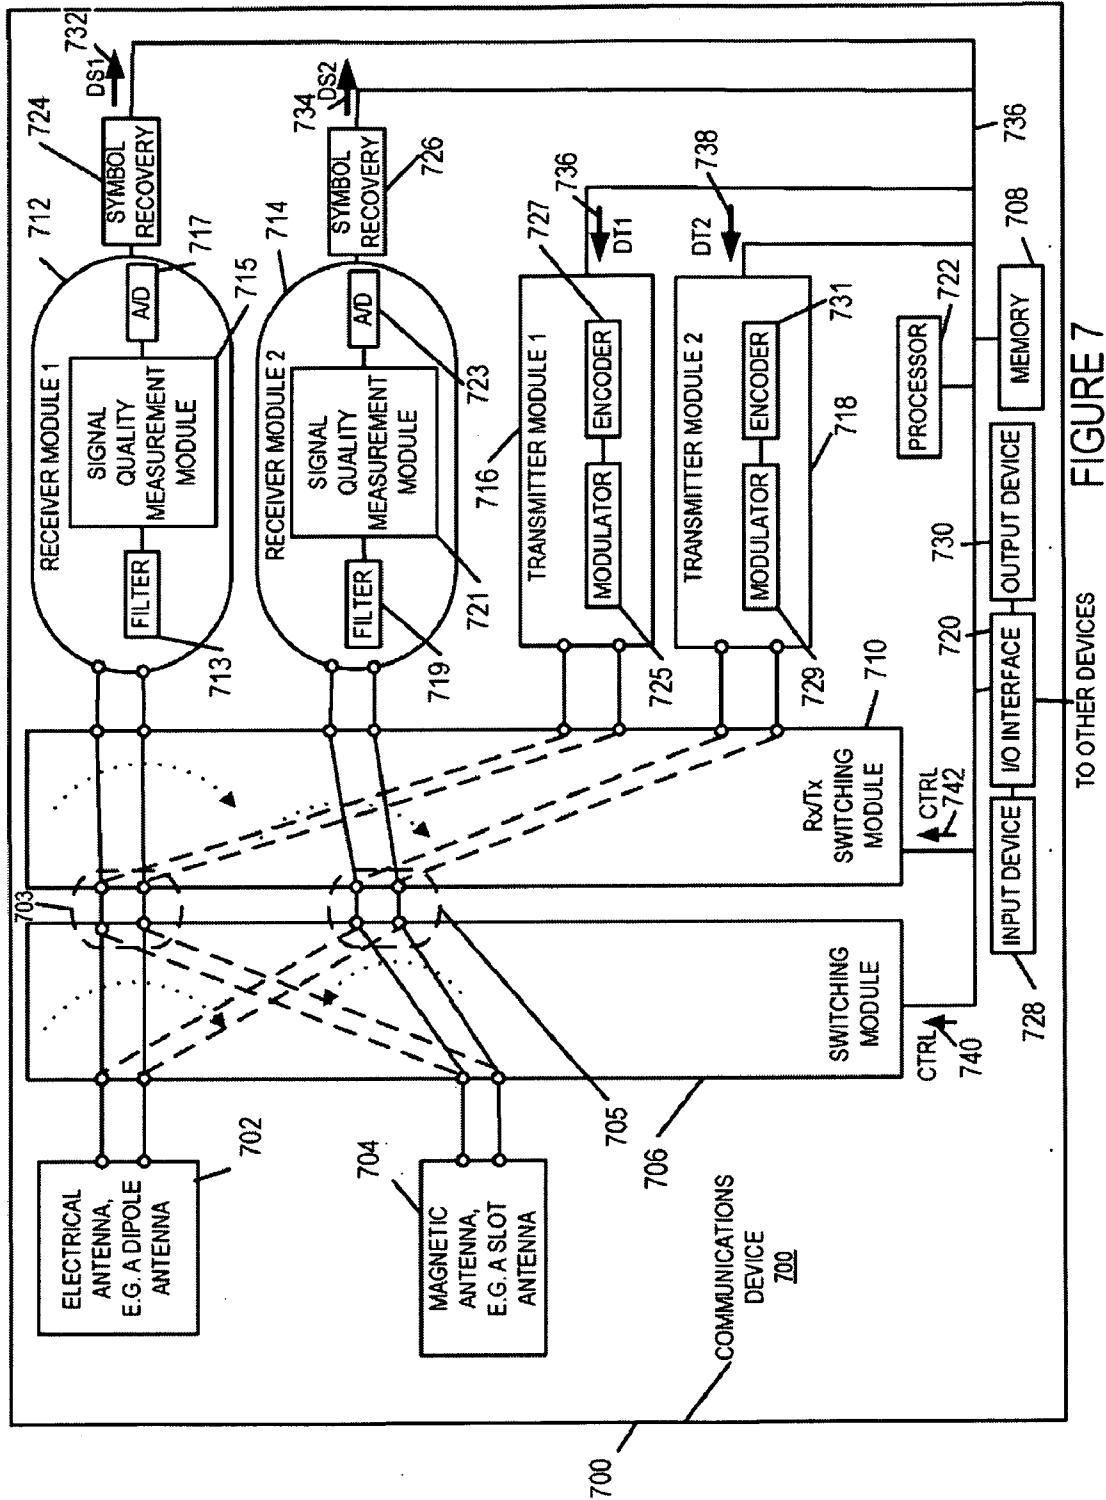 732
DS1
724
SYMBOL
RECOVERY
712
RECEIVER MODULE 1
A/D
717
SIGNAL
QUALITY
MEASUREMENT
MODULE
715
FILTER
713
734
DS2
SYMBOL
RECOVERY
726
714
RECEIVER MODULE 2
A/D
723
SIGNAL
QUALITY
MEASUREMENT
MODULE
721
FILTER
719
736
DT1
727
TRANSMITTER MODULE 1
716
ENCODER
MODULATOR
725
738
DT2
731
TRANSMITTER MODULE 2
ENCODER
MODULATOR
718
729
710
Rx/Tx
SWITCHING
MODULE
703
705
SWITCHING
MODULE
706
ELECTRICAL
ANTENNA,
E.G. A DIPOLE
ANTENNA
702
704
MAGNETIC
ANTENNA,
E.G. A SLOT
ANTENNA
COMMUNICATIONS
DEVICE
700
700
CTRL
740
CTRL
742
736
PROCESSOR
722
MEMORY
708
INPUT DEVICE
728
I/O INTERFACE
720
OUTPUT DEVICE
730
TO OTHER DEVICES
FIGURE 7